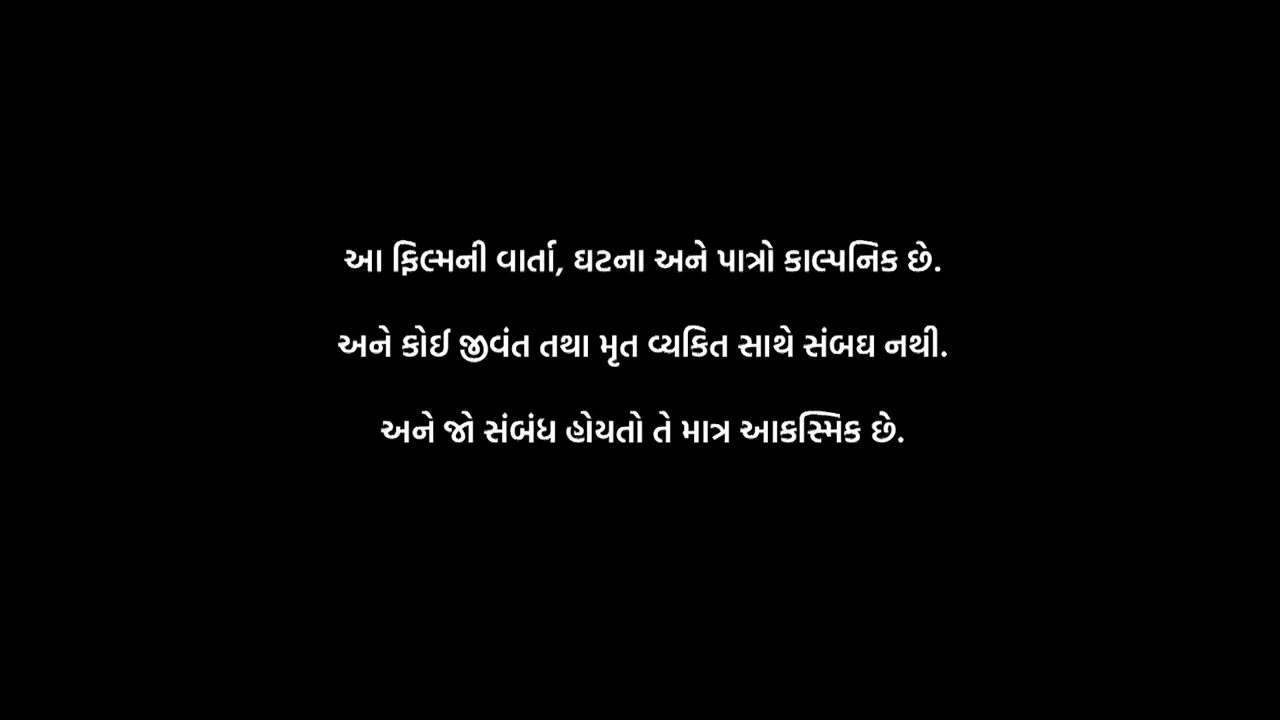 આ ફિલ્મની વાર્તા, ઘટના અને પાત્રો કાલ્પનિક છે.
અને કોઈ જીવંત તથા મૃત વ્યકિત સાથે સંબઘ નથી.
અને જો સંબંધ હોયતો તે માત્ર આકસ્મિક છે.